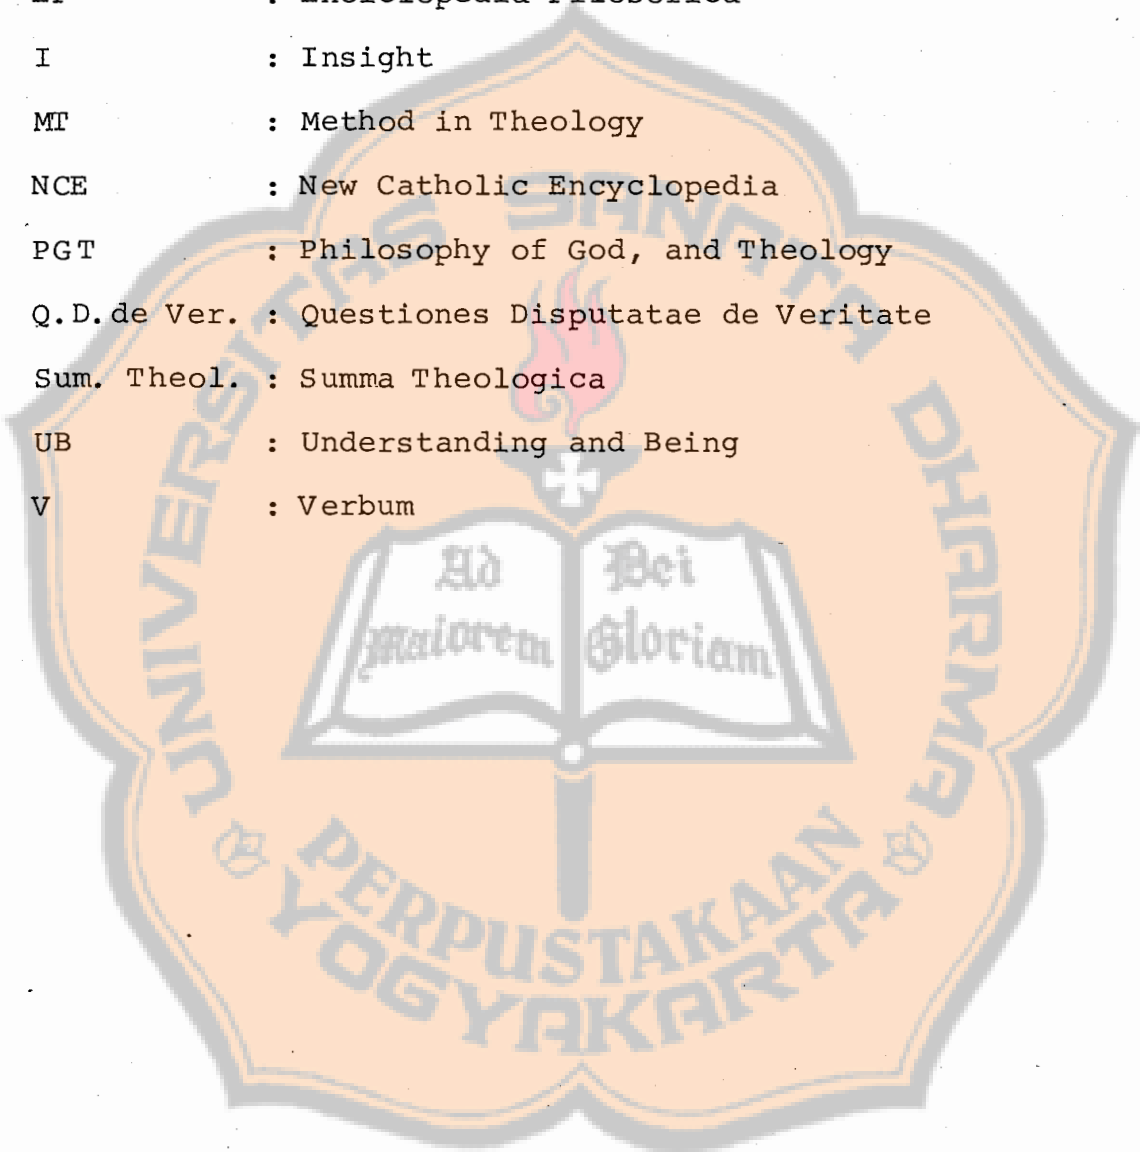 I : Insight
MT : Method in Theology
NCE : New Catholic Encyclopedia
PGT : Philosophy of God, and Theology
Q.D.de Ver. : Questiones Disputatae de Veritate
Sum. Theol. : Summa Theologica
UB : Understanding and Being
V : Verbum
UNIVERSITAS SANATA DHARMA
Ad Dei
maiorem Gloriam
PERPUSTAKAAN
YOGYAKARTA